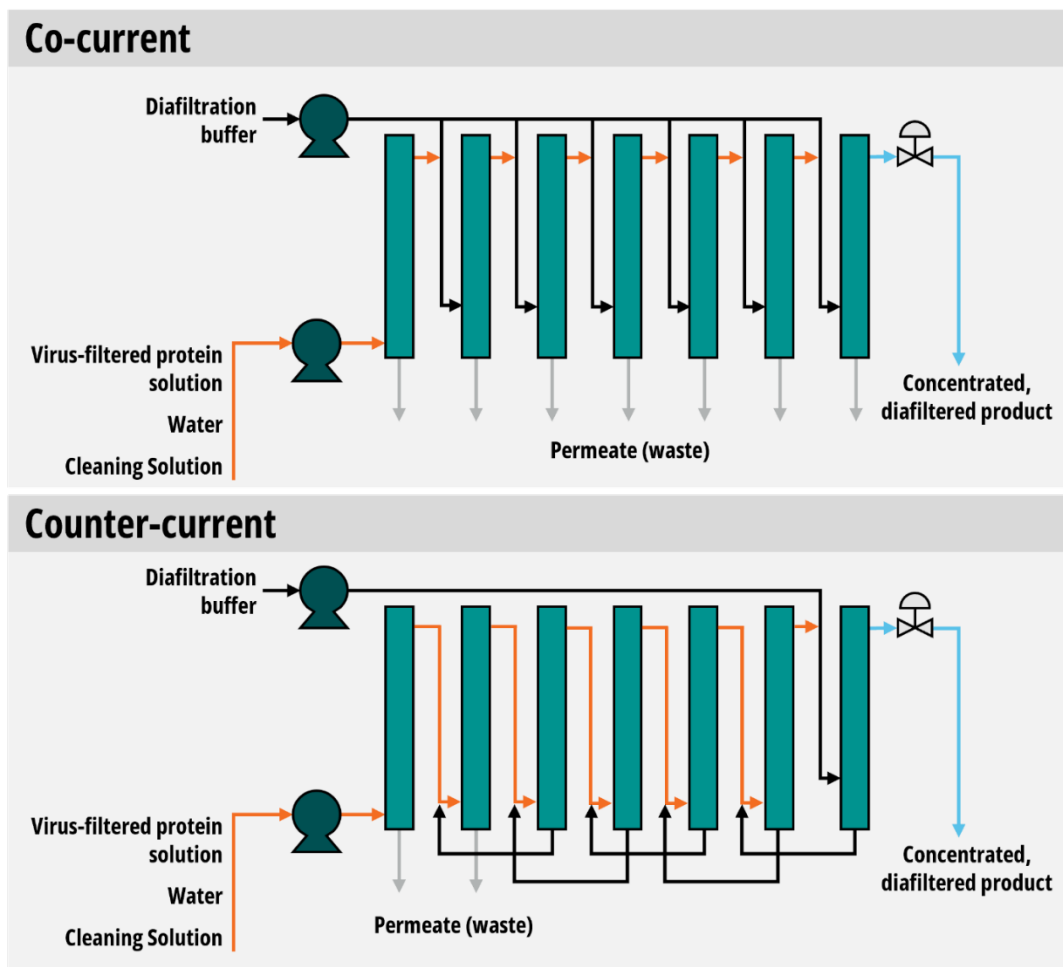 Co-current
Diafiltration
buffer
Virus-filtered protein
solution
Water
Cleaning Solution
Permeate (waste)
Concentrated,
diafiltered product
Counter-current
Diafiltration
buffer
Virus-filtered protein
solution
Water
Cleaning Solution
Permeate (waste)
Concentrated,
diafiltered product